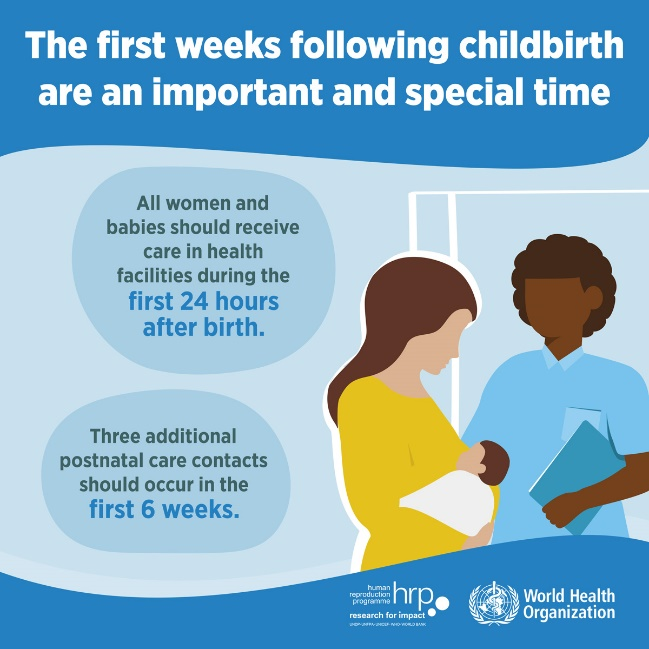 The first weeks following childbirth
are an important and special time
All women and
babies should receive
care in health
facilities during the
first 24 hours
after birth.
Three additional
postnatal care contacts
should occur in the
first 6 weeks.
human
reproduction
programme
hrp
research for impact
UNDP·UNFPA·UNICEF·WHO·WORLD BANK
World Health
Organization